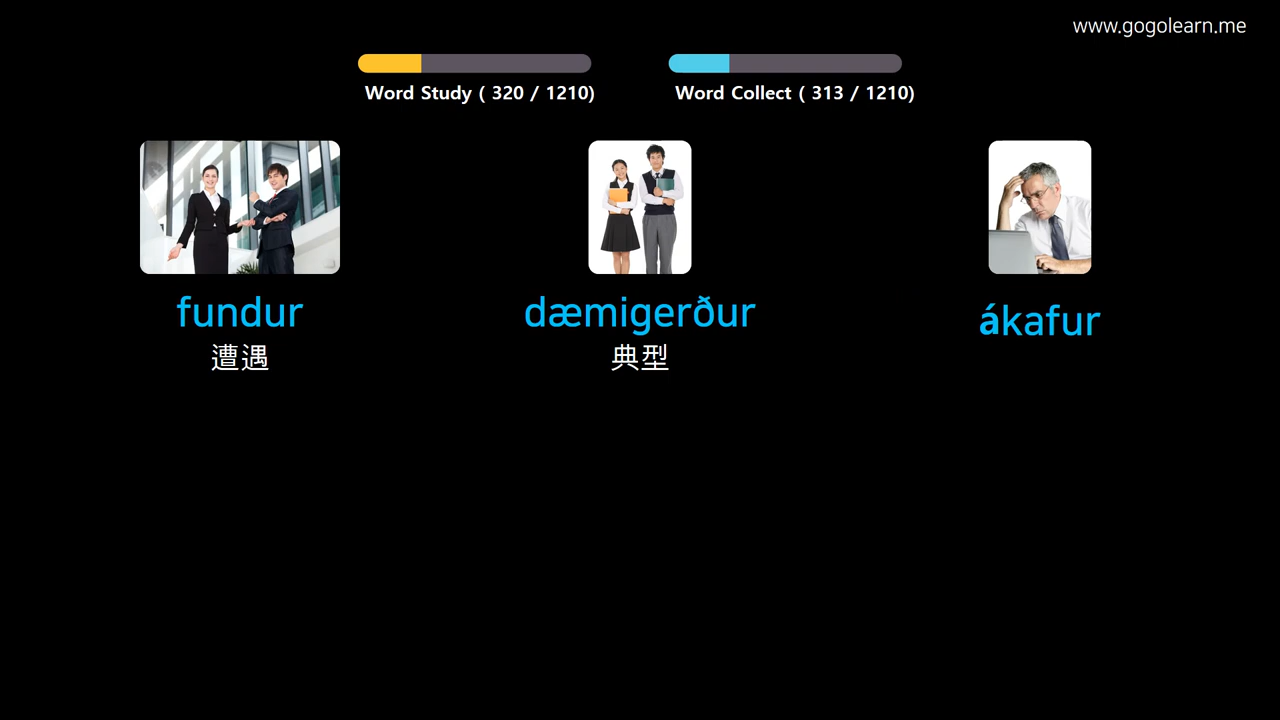 www.gogolearn.me
Word Study ( 320 / 1210)
Word Collect ( 313 / 1210)
fundur
遭遇
dæmigerður
典型
ákafur